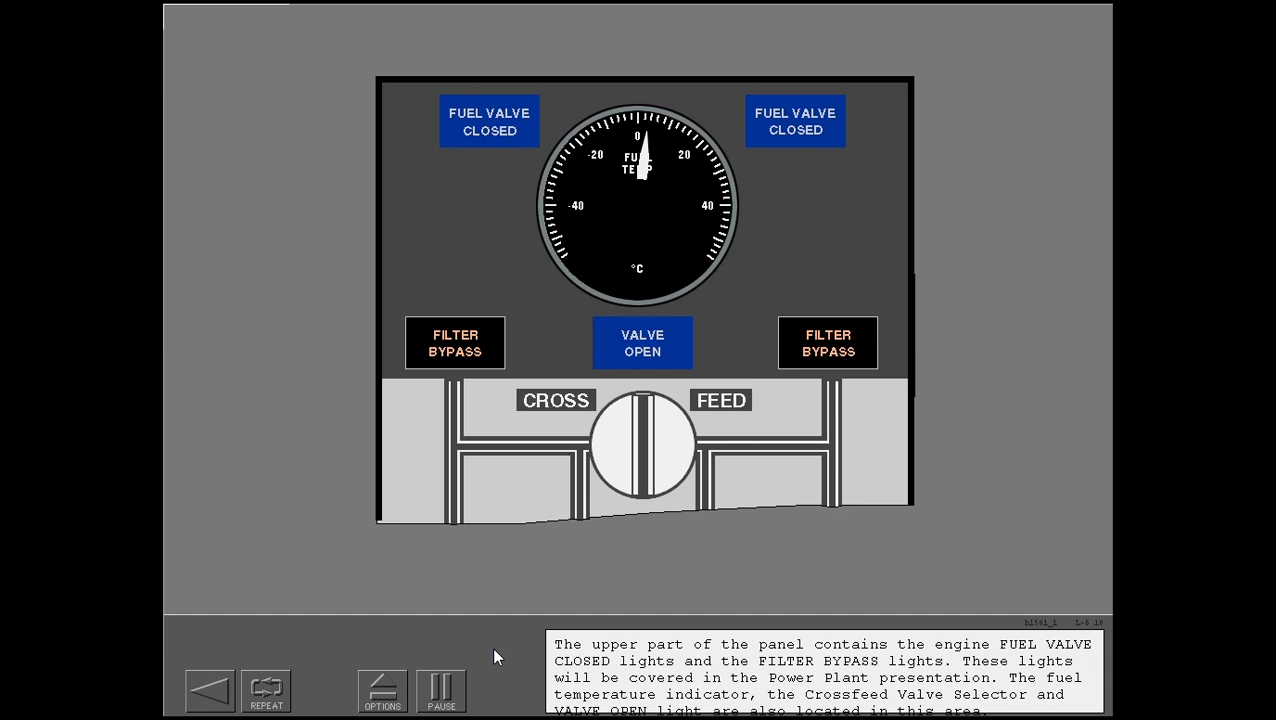 FUEL VALVE
CLOSED
FUEL VALVE
CLOSED
0
-20
20
FUEL
TEMP
-40
40
°C
FILTER
BYPASS
VALVE
OPEN
FILTER
BYPASS
CROSS
FEED
The upper part of the panel contains the engine FUEL VALVE
CLOSED lights and the FILTER BYPASS lights. These lights
will be covered in the Power Plant presentation. The fuel
temperature indicator, the Crossfeed Valve Selector and
VALVE OPEN light are also located in this area.
REPEAT
OPTIONS
PAUSE